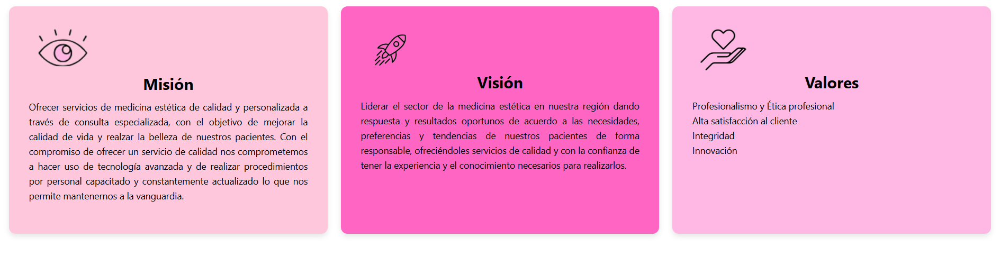 Misión
Ofrecer servicios de medicina estética de calidad y personalizada a
través de consulta especializada, con el objetivo de mejorar la
calidad de vida y realzar la belleza de nuestros pacientes. Con el
compromiso de ofrecer un servicio de calidad nos comprometemos
a hacer uso de tecnología avanzada y de realizar procedimientos
por personal capacitado y constantemente actualizado lo que nos
permite mantenernos a la vanguardia.
Visión
Liderar el sector de la medicina estética en nuestra región dando
respuesta y resultados oportunos de acuerdo a las necesidades,
preferencias y tendencias de nuestros pacientes de forma
responsable, ofreciéndoles servicios de calidad y con la confianza de
tener la experiencia y el conocimiento necesarios para realizarlos.
Valores
Profesionalismo y Ética profesional
Alta satisfacción al cliente
Integridad
Innovación